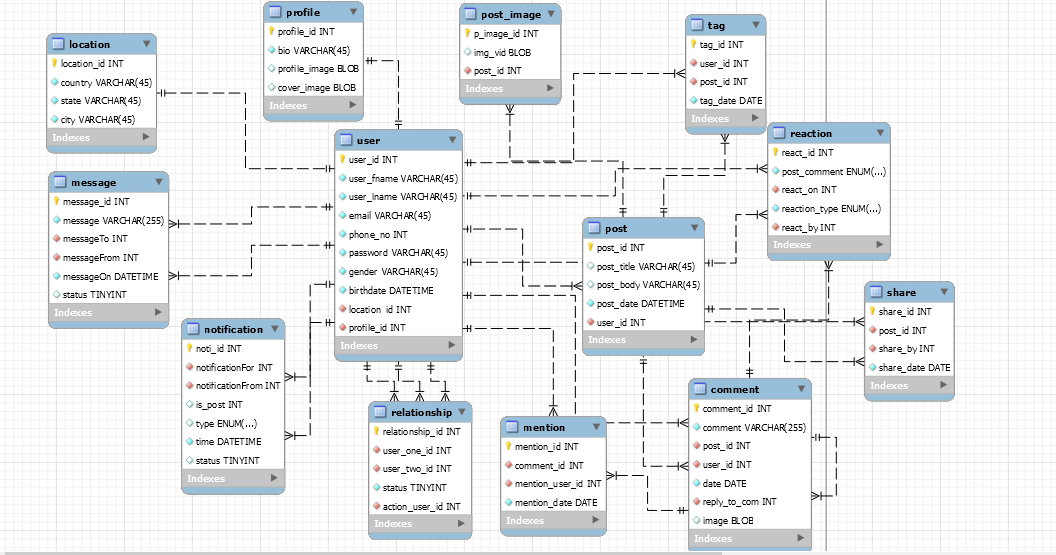 location
location_id INT
country VARCHAR(45)
state VARCHAR(45)
city VARCHAR(45)
Indexes
profile
profile_id INT
bio VARCHAR(45)
profile_image BLOB
cover_image BLOB
Indexes
post_image
p_image_id INT
img_vid BLOB
post_id INT
Indexes
tag
tag_id INT
user_id INT
post_id INT
tag_date DATE
Indexes
reaction
react_id INT
post_comment ENUM(...)
react_on INT
reaction_type ENUM(...)
react_by INT
Indexes
user
user_id INT
user_fname VARCHAR(45)
user_lname VARCHAR(45)
email VARCHAR(45)
phone_no INT
password VARCHAR(45)
gender VARCHAR(45)
birthdate DATETIME
location_id INT
profile_id INT
Indexes
message
message_id INT
message VARCHAR(255)
messageTo INT
messageFrom INT
messageOn DATETIME
status TINYINT
Indexes
post
post_id INT
post_title VARCHAR(45)
post_body VARCHAR(45)
post_date DATETIME
user_id INT
Indexes
share
share_id INT
post_id INT
share_by INT
share_date DATE
Indexes
notification
noti_id INT
notificationFor INT
notificationFrom INT
is_post INT
type ENUM(...)
time DATETIME
status TINYINT
Indexes
relationship
relationship_id INT
user_one_id INT
user_two_id INT
status TINYINT
action_user_id INT
Indexes
mention
mention_id INT
comment_id INT
mention_user_id INT
mention_date DATE
Indexes
comment
comment_id INT
comment VARCHAR(255)
post_id INT
user_id INT
date DATE
reply_to_com INT
image BLOB
Indexes